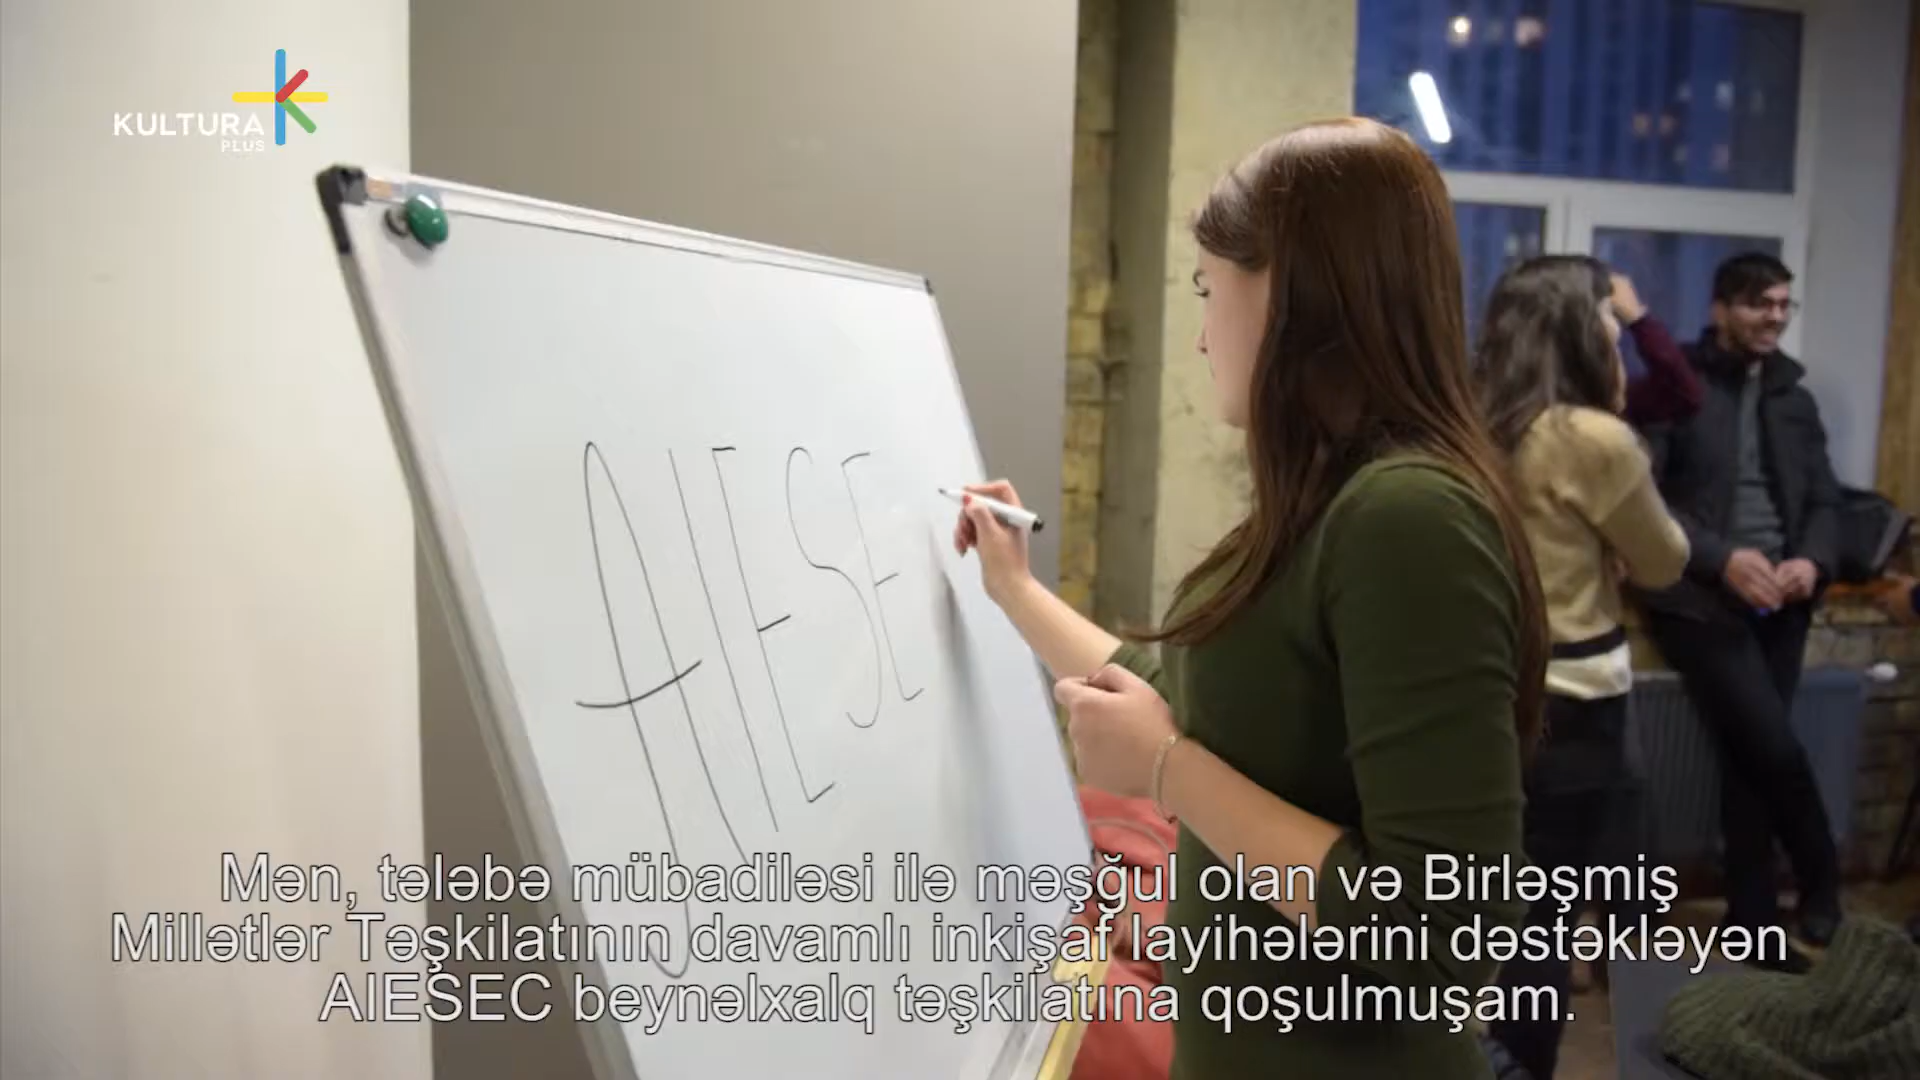 KULTURA
PLUS
AIESE
Mən, tələbə mübadiləsi ilə məşğul olan və Birləşmiş
Millətlər Təşkilatının davamlı inkişaf layihələrini dəstəkləyən
AIESEC beynəlxalq təşkilatına qoşulmuşam.